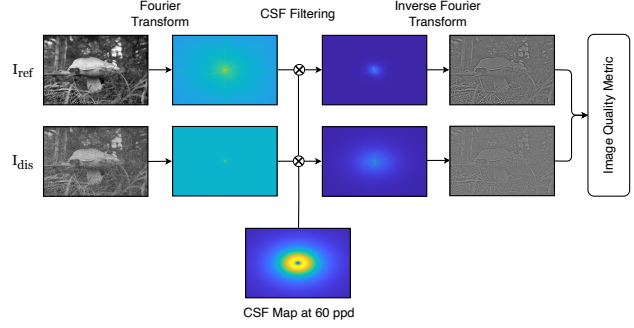 Fourier
Transform
CSF Filtering
Inverse Fourier
Transform
I_ref
I_dis
Image Quality Metric
CSF Map at 60 ppd